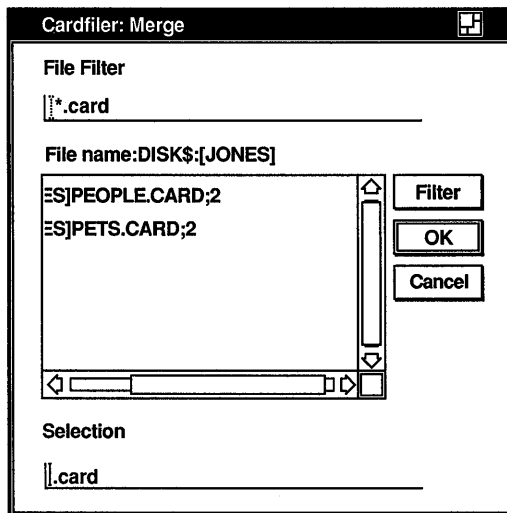 Cardfiler: Merge
File Filter
*.card
File name:DISK$:[JONES]
ES]PEOPLE.CARD;2
ES]PETS.CARD;2
Filter
OK
Cancel
Selection
.card